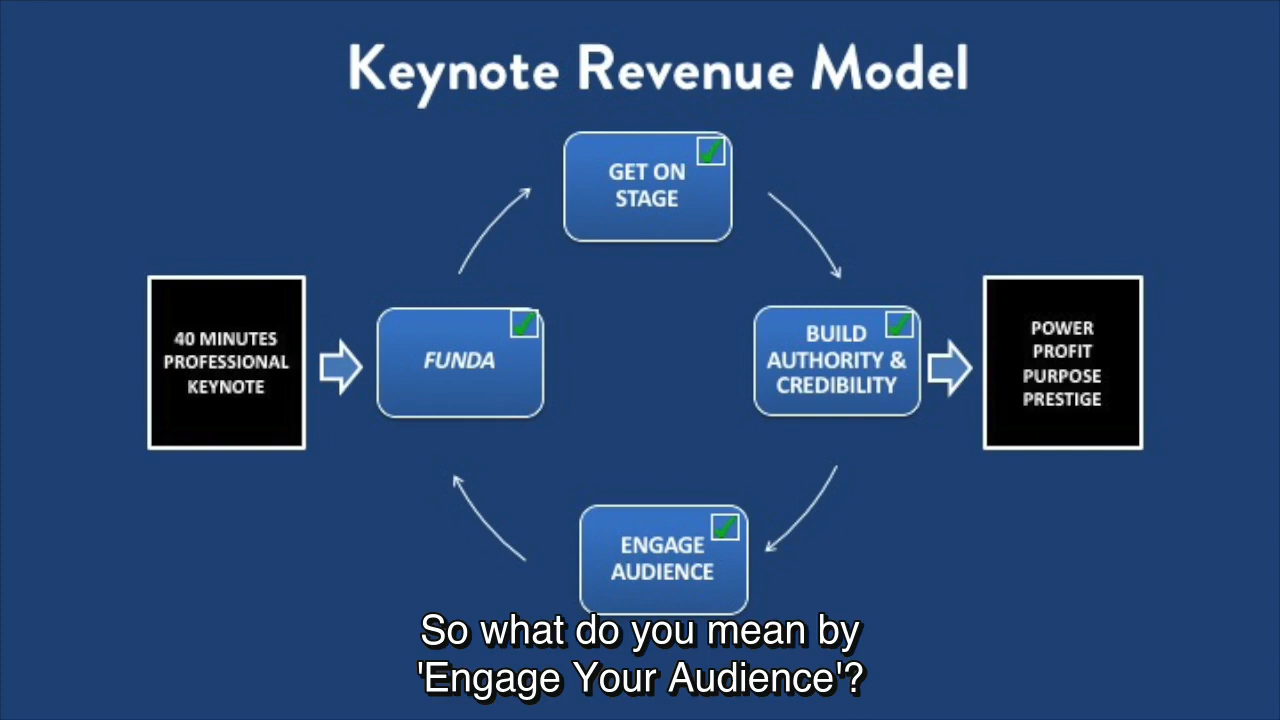 Keynote Revenue Model
GET ON
STAGE
40 MINUTES
PROFESSIONAL
KEYNOTE
FUNDA
BUILD
AUTHORITY &
CREDIBILITY
POWER
PROFIT
PURPOSE
PRESTIGE
ENGAGE
AUDIENCE
So what do you mean by
'Engage Your Audience'?